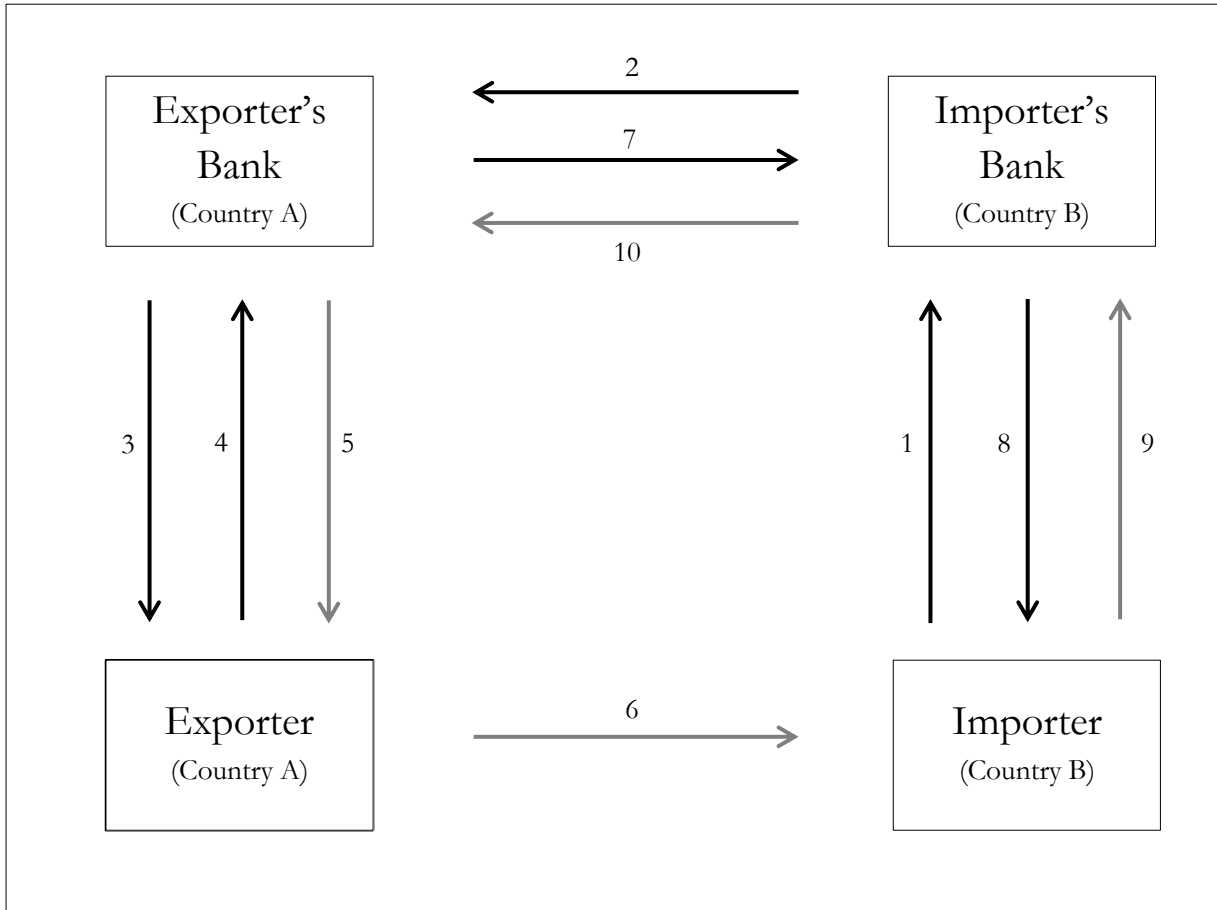 2
Exporter's
Bank
(Country A)
7
Importer's
Bank
(Country B)
10
3
4
5
1
8
9
Exporter
(Country A)
6
Importer
(Country B)